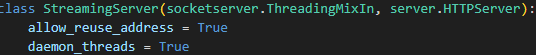 class StreamingServer(socketserver.ThreadingMixIn, server.HTTPServer):
allow_reuse_address = True
daemon_threads = True